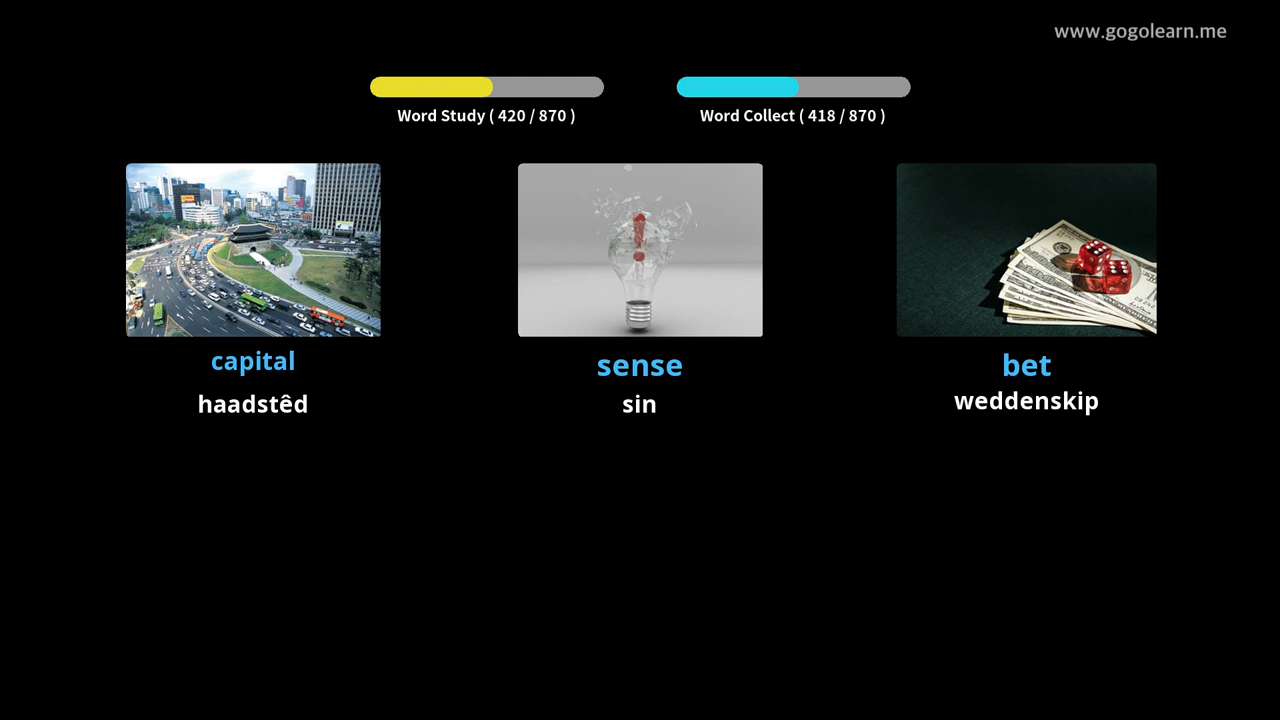 www.gogolearn.me
Word Study ( 420 / 870 )
Word Collect ( 418 / 870 )
capital
sense
bet
haadstêd
sin
weddenskip